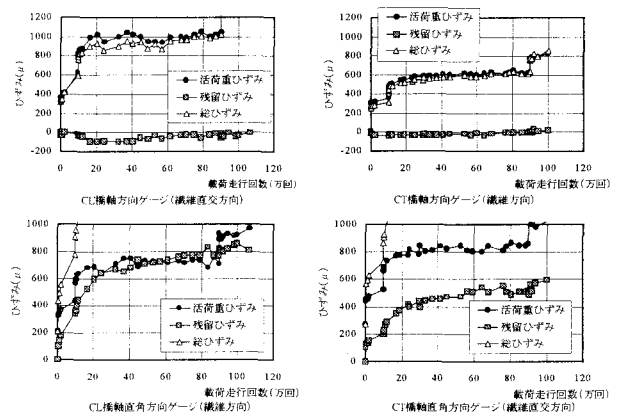 1200
1000
800
600
400
200
0
-200
ひずみ(μ)
活荷重ひずみ
残留ひずみ
総ひずみ
0 20 40 60 80 100 120
載荷走行回数(万回)
CL橋軸方向ゲージ(繊維直交方向)
1200
1000
800
600
400
200
0
-200
ひずみ(μ)
活荷重ひずみ
残留ひずみ
総ひずみ
0 20 40 60 80 100 120
載荷走行回数(万回)
CT橋軸方向ゲージ(繊維方向)
1000
800
600
400
200
0
ひずみ(μ)
活荷重ひずみ
残留ひずみ
総ひずみ
0 20 40 60 80 100 120
載荷走行回数(万回)
CL橋軸直角方向ゲージ(繊維方向)
1000
800
600
400
200
0
ひずみ(μ)
活荷重ひずみ
残留ひずみ
総ひずみ
0 20 40 60 80 100 120
載荷走行回数(万回)
CT橋軸直角方向ゲージ(繊維直交方向)